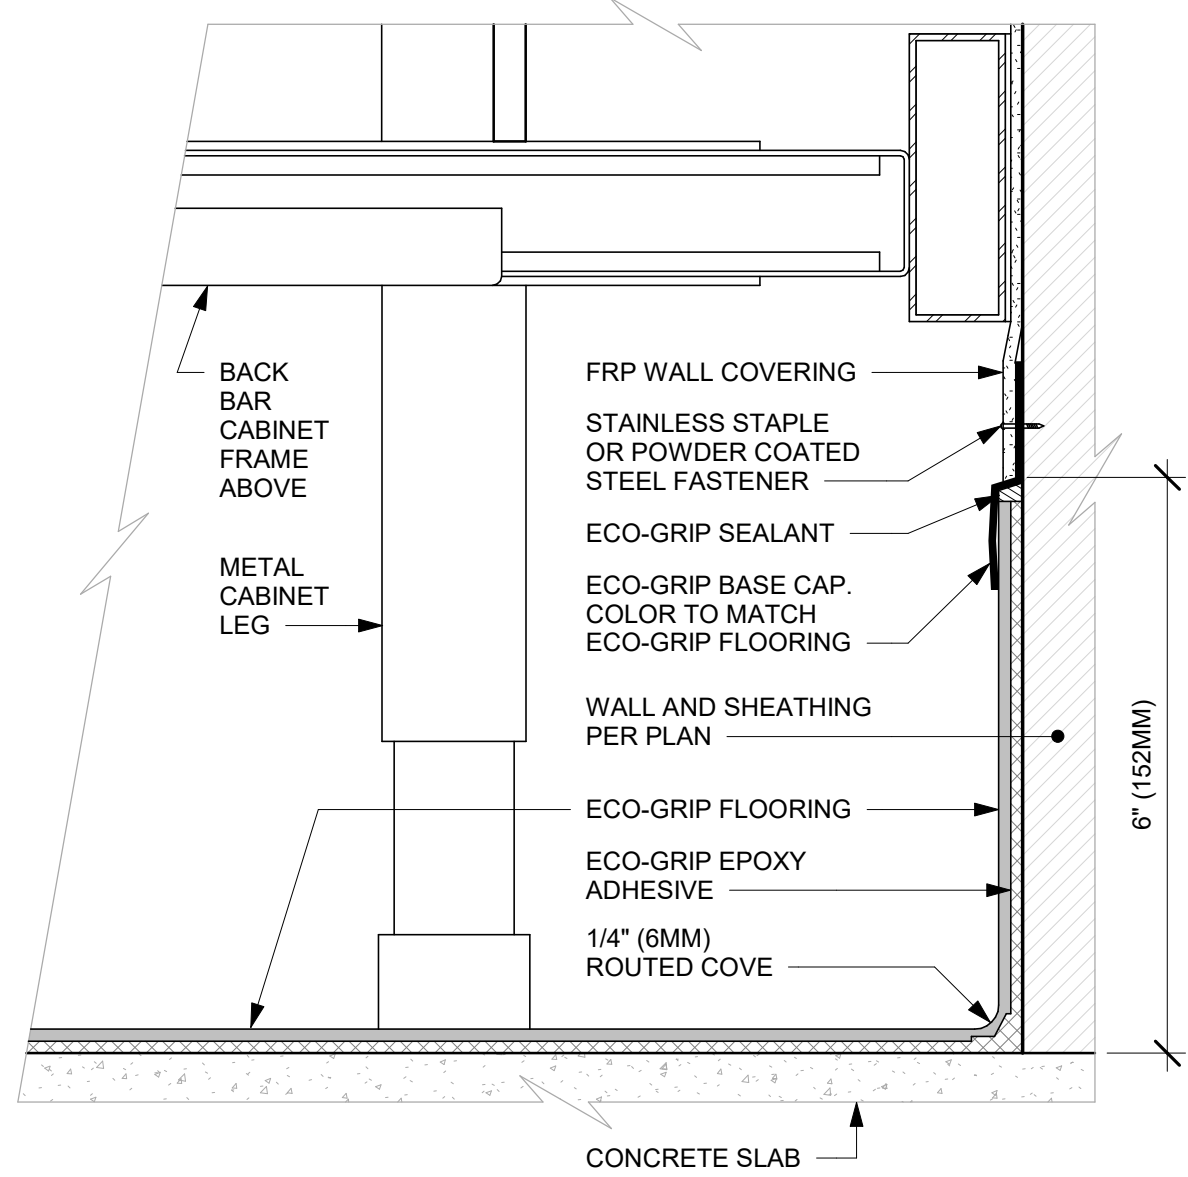 BACK
BAR
CABINET
FRAME
ABOVE
METAL
CABINET
LEG
FRP WALL COVERING
STAINLESS STAPLE
OR POWDER COATED
STEEL FASTENER
ECO-GRIP SEALANT
ECO-GRIP BASE CAP.
COLOR TO MATCH
ECO-GRIP FLOORING
WALL AND SHEATHING
PER PLAN
ECO-GRIP FLOORING
ECO-GRIP EPOXY
ADHESIVE
1/4" (6MM)
ROUTED COVE
6" (152MM)
CONCRETE SLAB